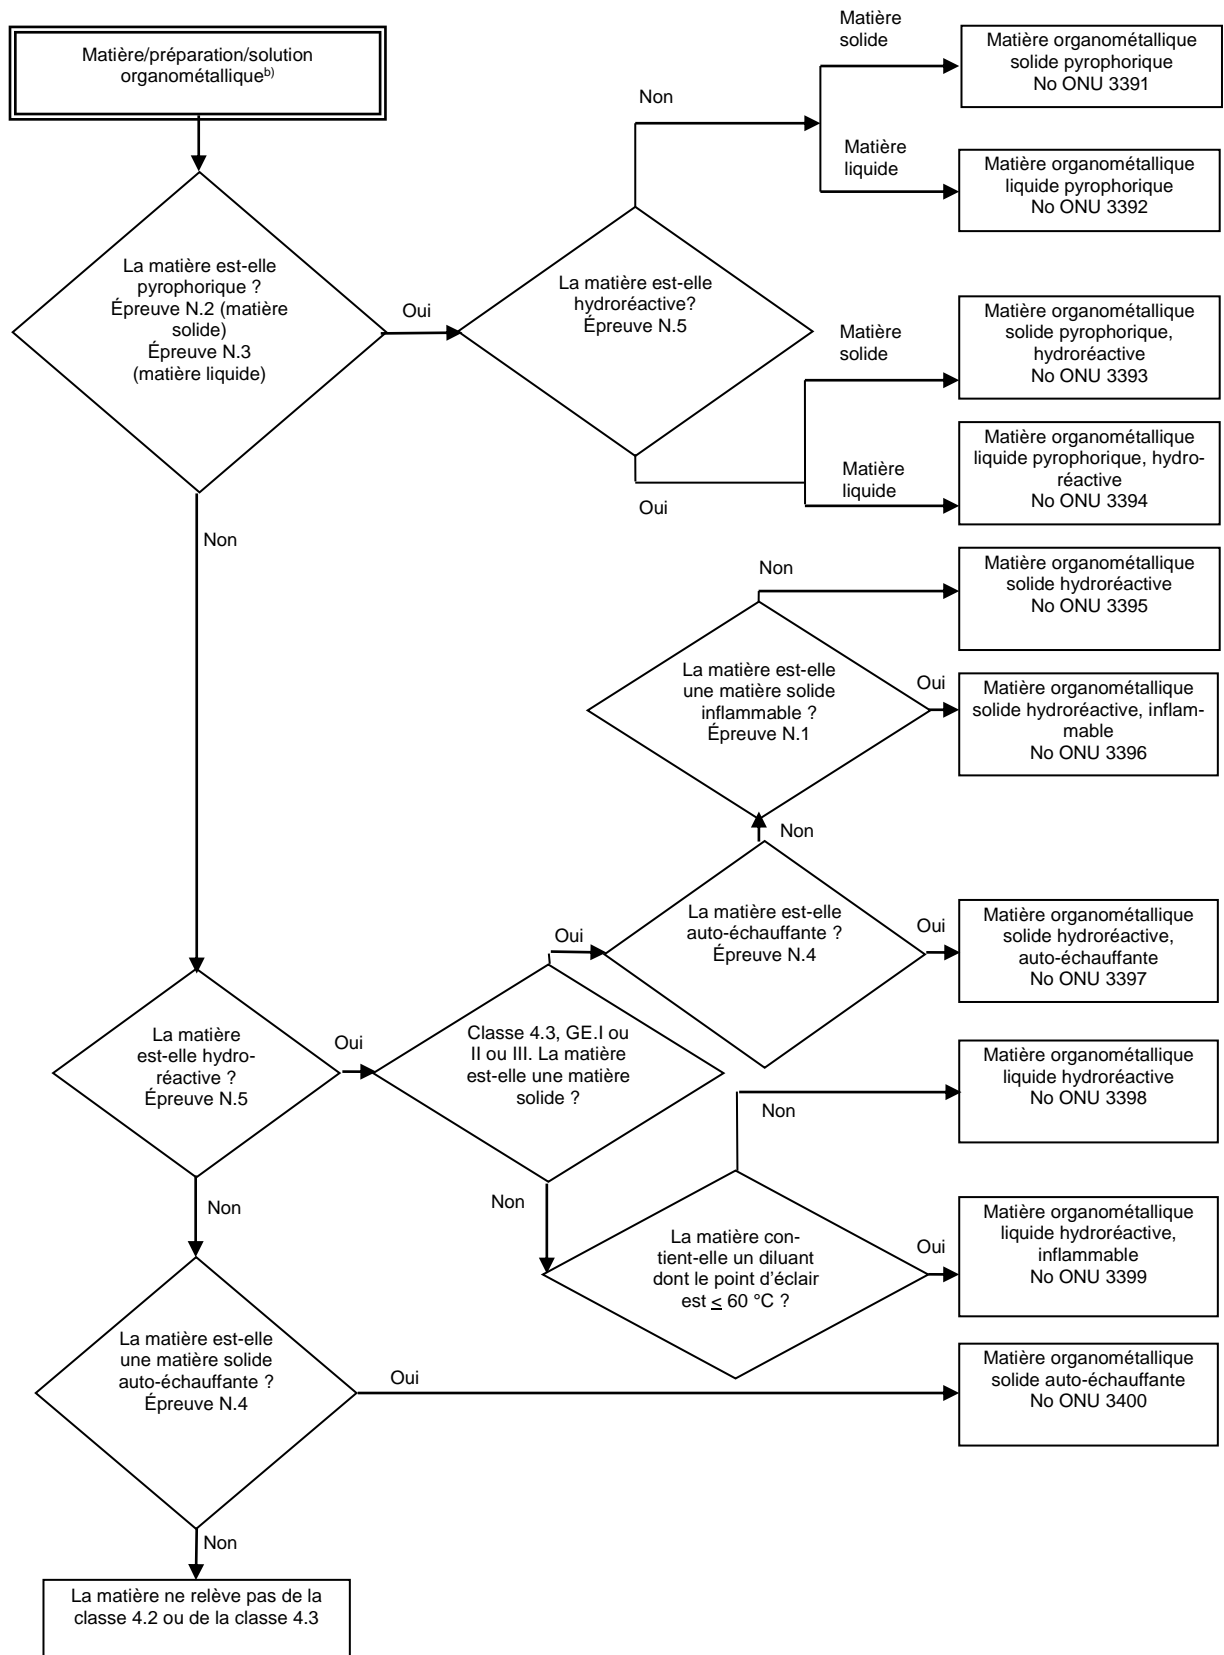 Matière/préparation/solution
organométallique b)
La matière est-elle
pyrophorique ?
Épreuve N.2 (matière
solide)
Épreuve N.3
(matière liquide)
Oui
La matière est-elle
hydroréactive?
Épreuve N.5
Non
Matière
solide
Matière organométallique
solide pyrophorique
No ONU 3391
Matière
liquide
Matière organométallique
liquide pyrophorique
No ONU 3392
Oui
Matière
solide
Matière organométallique
solide pyrophorique,
hydroréactive
No ONU 3393
Matière
liquide
Matière organométallique
liquide pyrophorique, hydro-
réactive
No ONU 3394
Non
Non
Matière organométallique
solide hydroréactive
No ONU 3395
La matière est-elle
une matière solide
inflammable ?
Épreuve N.1
Oui
Matière organométallique
solide hydroréactive, inflam-
mable
No ONU 3396
Non
La matière est-elle
auto-échauffante ?
Épreuve N.4
Oui
Oui
Matière organométallique
solide hydroréactive,
auto-échauffante
No ONU 3397
La matière
est-elle hydro-
réactive ?
Épreuve N.5
Oui
Classe 4.3, GE.I ou
II ou III. La matière
est-elle une matière
solide ?
Non
Matière organométallique
liquide hydroréactive
No ONU 3398
Non
Non
La matière con-
tient-elle un diluant
dont le point d’éclair
est ≤ 60 °C ?
Oui
Matière organométallique
liquide hydroréactive,
inflammable
No ONU 3399
La matière est-elle
une matière solide
auto-échauffante ?
Épreuve N.4
Oui
Matière organométallique
solide auto-échauffante
No ONU 3400
Non
La matière ne relève pas de la
classe 4.2 ou de la classe 4.3